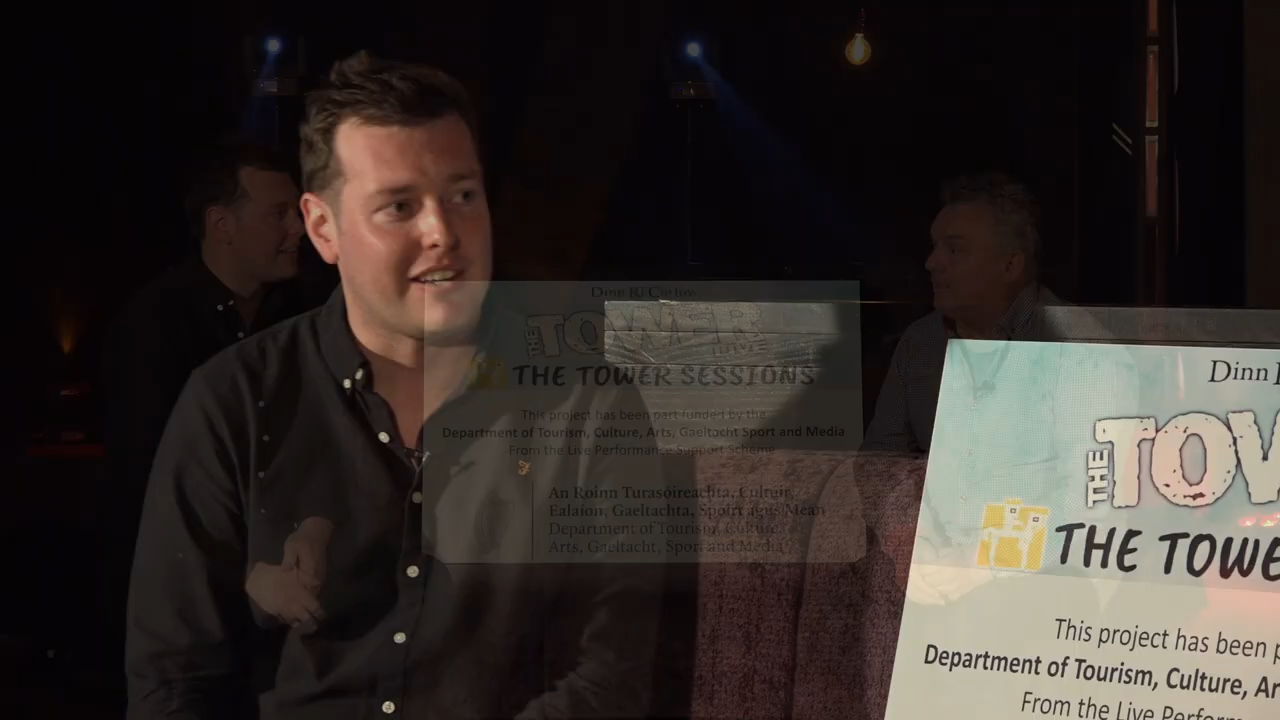 Dinn Rí Carlow
THE TOWER
THE TOWER SESSIONS
This project has been part funded by the
Department of Tourism, Culture, Arts, Gaeltacht Sport and Media
From the Live Performance Support Scheme
An Roinn Turasóireachta, Cultúir,
Ealaíon, Gaeltachta, Spóirt agus Meán
Department of Tourism, Culture,
Arts, Gaeltacht, Sport and Media
Dinn
THE TOW
THE TOWE
This project has been p
Department of Tourism, Culture, Ar
From the Live Perform